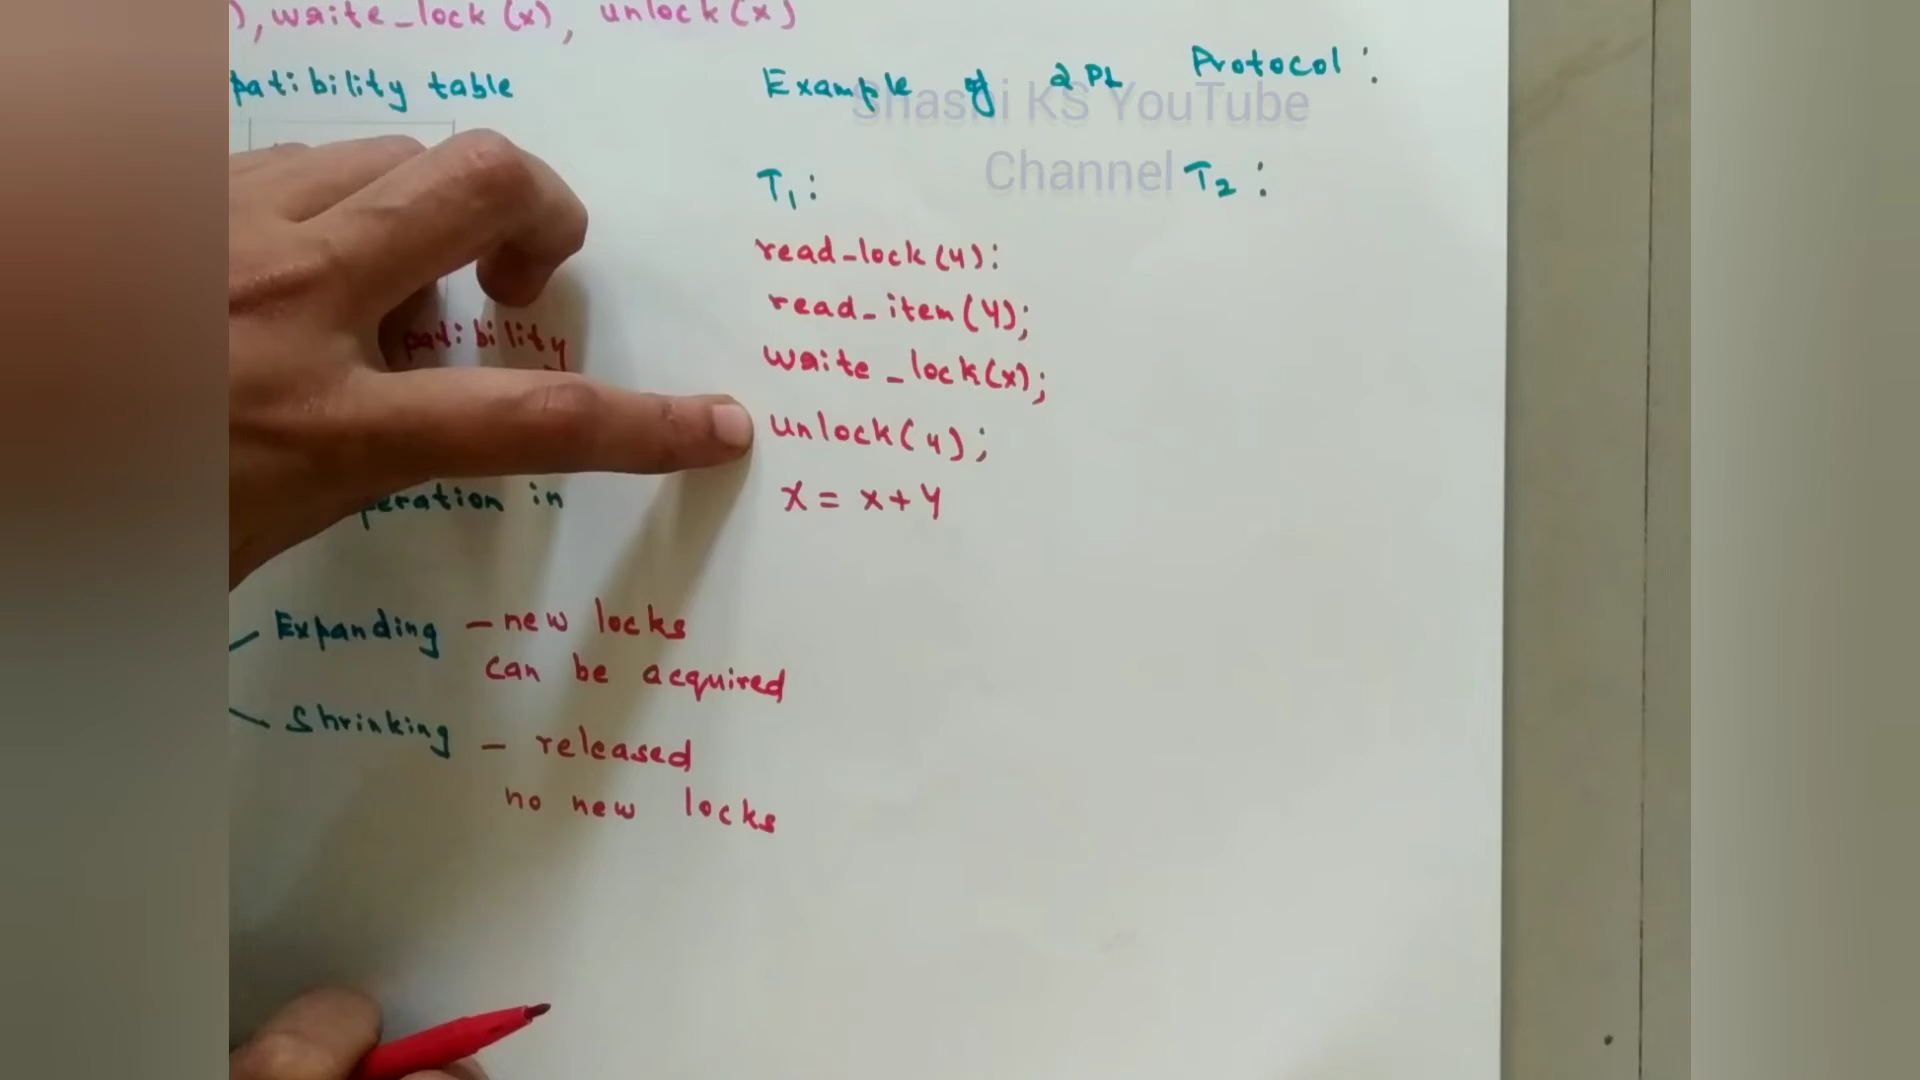 ), write_lock (x), unlock (x)
patibility table
Example of 2PL Protocol :
Shashi KS YouTube
Channel
T1 :
T2 :
read_lock (y) :
read_item (y);
write_lock(x);
unlock (y);
x = x + y
patibility
peration in
Expanding - new locks
can be acquired
Shrinking - released
no new locks